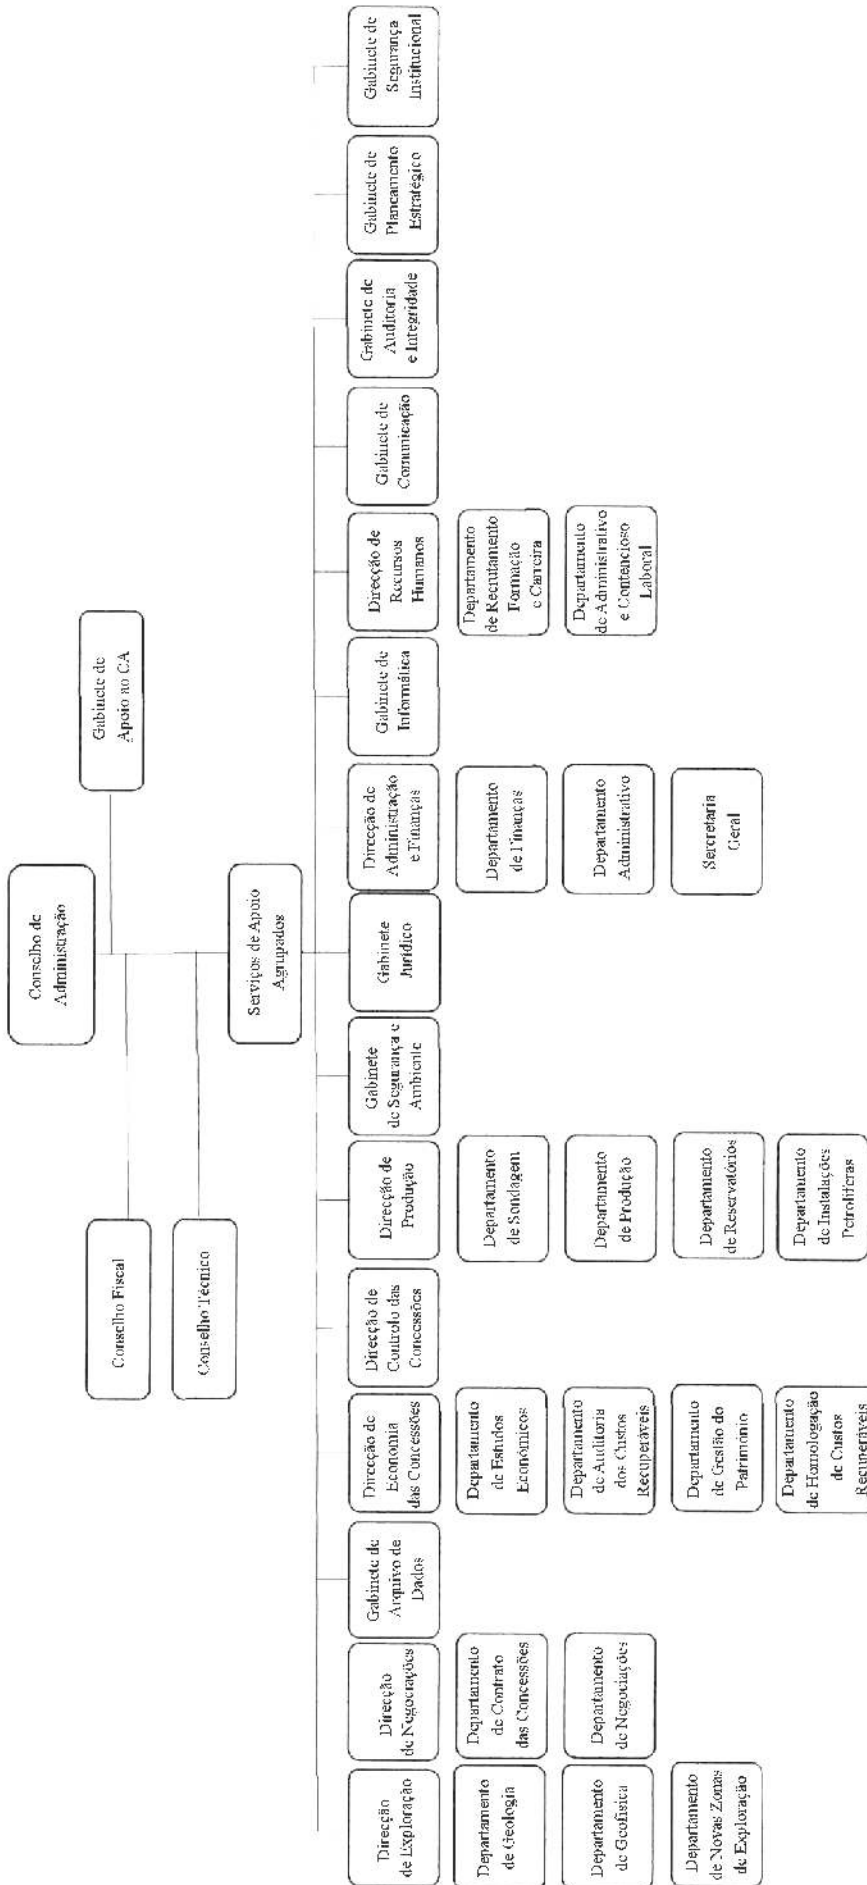 Conselho de
Administração
Gabinete de
Apoio ao CA
Conselho Fiscal
Conselho Técnico
Serviços de Apoio
Agrupados
Direcção
de Exploração
Departamento
de Geologia
Departamento
de Geofísica
Departamento
de Novas Zonas
de Exploração
Direcção
de Negociações
Departamento
de Contrato
das Concessões
Departamento
de Negociações
Gabinete de
Arquivo de
Dados
Direcção de
Economia
das Concessões
Departamento
de Estudos
Económicos
Departamento
de Auditoria
dos Custos
Recuperáveis
Departamento
de Gestão do
Património
Departamento
de Homologação
de Custos
Recuperáveis
Direcção de
Controlo das
Concessões
Direcção de
Produção
Departamento
de Sondagem
Departamento
de Produção
Departamento
de Reservatórios
Departamento
de Instalações
Petrolíferas
Gabinete
de Segurança e
Ambiente
Gabinete
Jurídico
Direcção de
Administração
e Finanças
Departamento
de Finanças
Departamento
Administrativo
Sercretaria
Geral
Gabinete de
Informática
Direcção de
Recursos
Humanos
Departamento
de Recrutamento
Formação
e Carreira
Departamento
de Administrativo
e Contencioso
Laboral
Gabinete de
Comunicação
Gabinete de
Auditoria
e Integridade
Gabinete de
Planeamento
Estratégico
Gabinete de
Segurança
Institucional